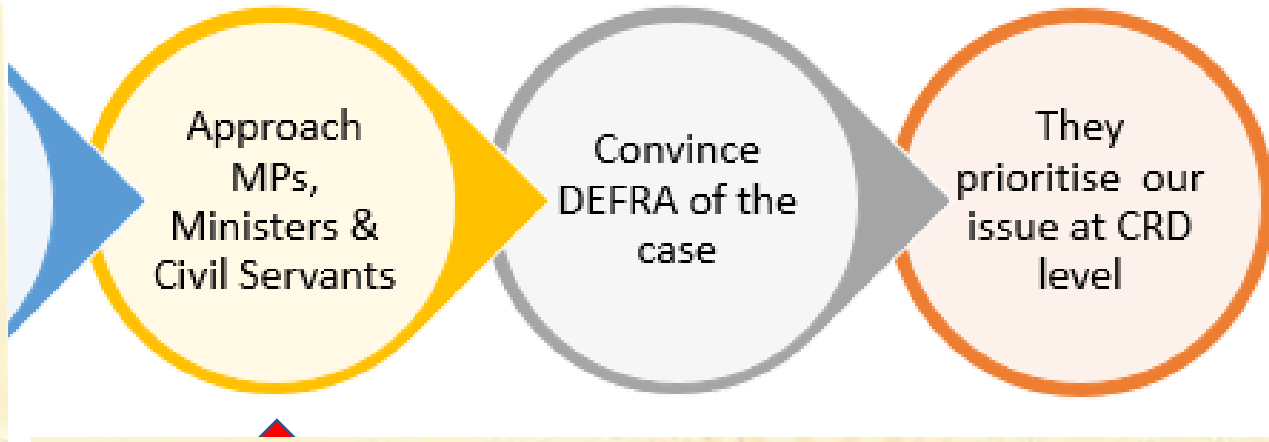 Approach
MPs,
Ministers &
Civil Servants
Convince
DEFRA of the
case
They
prioritise  our
issue at CRD
level